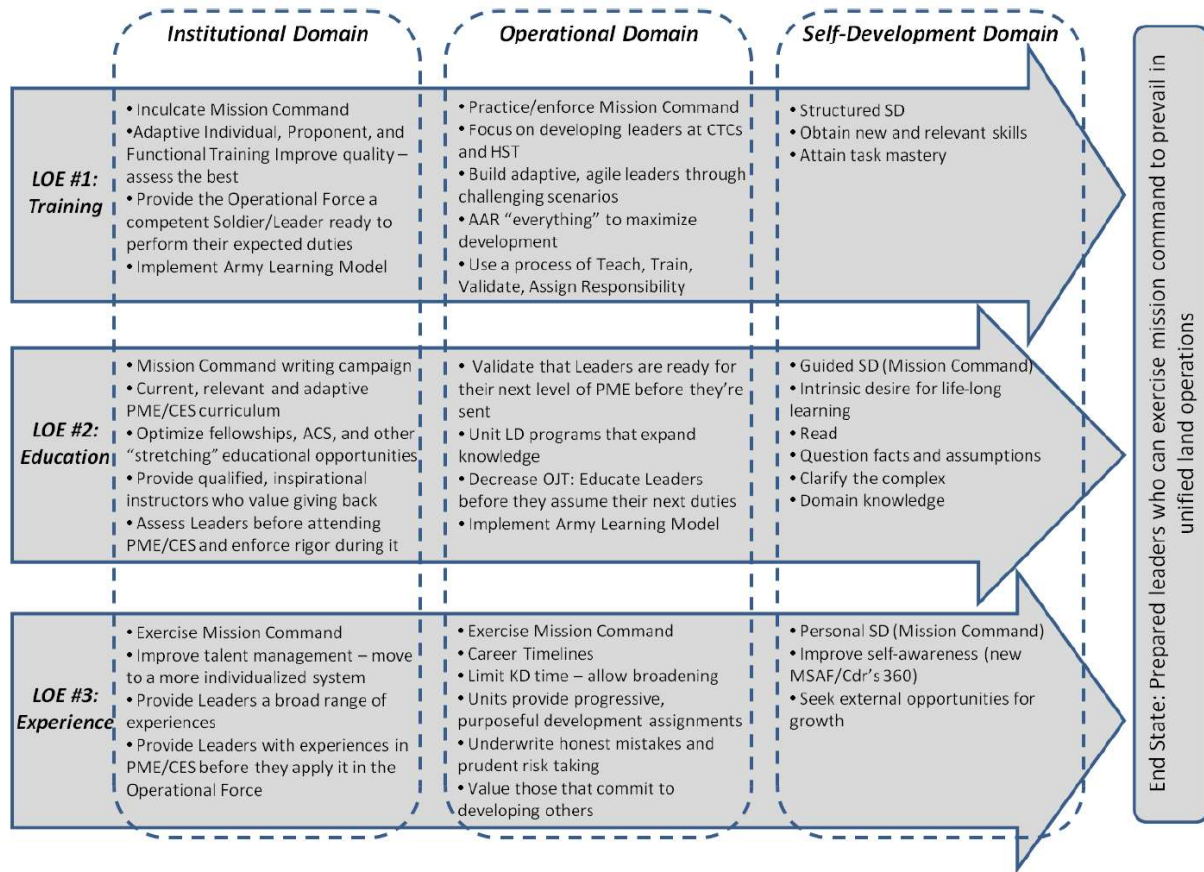 Institutional Domain
Operational Domain
Self-Development Domain
LOE #1:
Training
• Inculcate Mission Command
•Adaptive Individual, Proponent, and
Functional Training Improve quality –
assess the best
• Provide the Operational Force a
competent Soldier/Leader ready to
perform their expected duties
• Implement Army Learning Model
• Practice/enforce Mission Command
• Focus on developing leaders at CTCs
and HST
• Build adaptive, agile leaders through
challenging scenarios
• AAR “everything” to maximize
development
• Use a process of Teach, Train,
Validate, Assign Responsibility
• Structured SD
• Obtain new and relevant skills
• Attain task mastery
LOE #2:
Education
• Mission Command writing campaign
• Current, relevant and adaptive
PME/CES curriculum
• Optimize fellowships, ACS, and other
“stretching” educational opportunities
• Provide qualified, inspirational
instructors who value giving back
• Assess Leaders before attending
PME/CES and enforce rigor during it
• Validate that Leaders are ready for
their next level of PME before they’re
sent
• Unit LD programs that expand
knowledge
• Decrease OJT: Educate Leaders
before they assume their next duties
• Implement Army Learning Model
• Guided SD (Mission Command)
• Intrinsic desire for life-long
learning
• Read
• Question facts and assumptions
• Clarify the complex
• Domain knowledge
LOE #3:
Experience
• Exercise Mission Command
• Improve talent management – move
to a more individualized system
• Provide Leaders a broad range of
experiences
• Provide Leaders with experiences in
PME/CES before they apply it in the
Operational Force
• Exercise Mission Command
• Career Timelines
• Limit KD time – allow broadening
• Units provide progressive,
purposeful development assignments
• Underwrite honest mistakes and
prudent risk taking
• Value those that commit to
developing others
• Personal SD (Mission Command)
• Improve self-awareness (new
MSAF/Cdr’s 360)
• Seek external opportunities for
growth
End State: Prepared leaders who can exercise mission command to prevail in
unified land operations